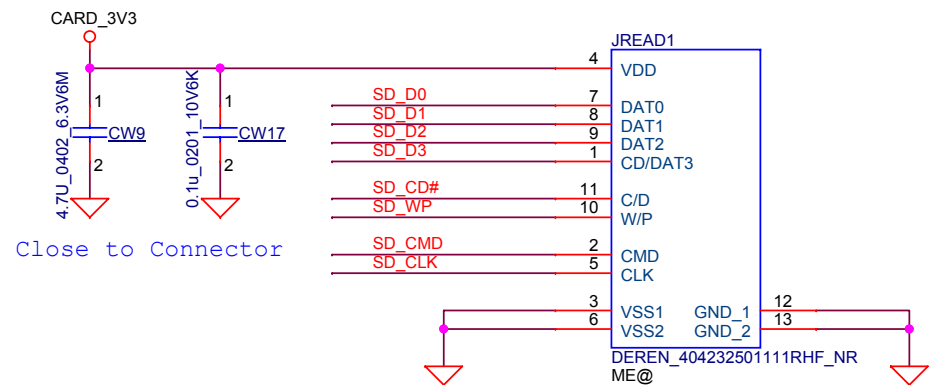 CARD_3V3
JREAD1
4 VDD
4.7U_0402_6.3V6M
1
CW9
2
0.1u_0201_10V6K
1
CW17
2
SD_D0 7 DAT0
SD_D1 8 DAT1
SD_D2 9 DAT2
SD_D3 1 CD/DAT3
SD_CD# 11 C/D
SD_WP 10 W/P
Close to Connector
SD_CMD 2 CMD
SD_CLK 5 CLK
3 VSS1 GND_1 12
6 VSS2 GND_2 13
DEREN_404232501111RHF_NR
ME@